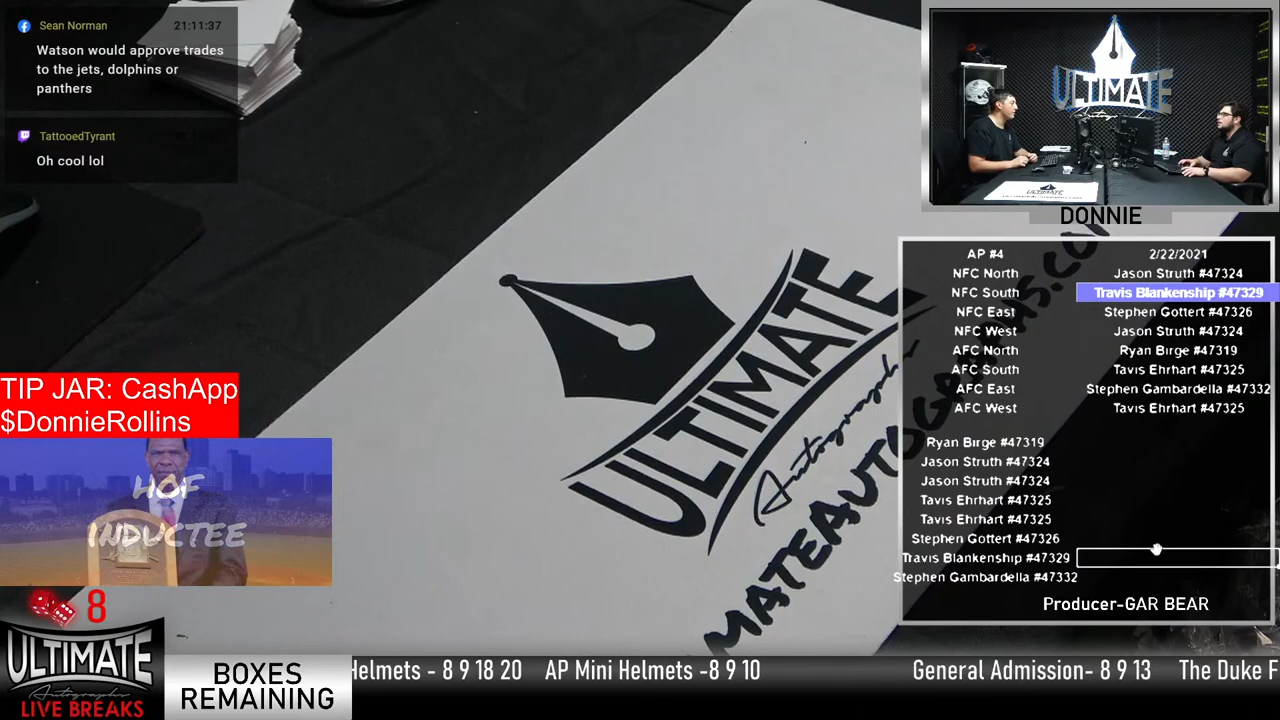 Sean Norman 21:11:37
Watson would approve trades
to the jets, dolphins or
panthers
TattooedTyrant
Oh cool lol
ULTIMATE
Autographs
DONNIE
AP #4 2/22/2021
NFC North Jason Struth #47324
NFC South Travis Blankenship #47329
NFC East Stephen Gottert #47326
NFC West Jason Struth #47324
AFC North Ryan Birge #47319
AFC South Tavis Ehrhart #47325
AFC East Stephen Gambardella #47332
AFC West Tavis Ehrhart #47325
Ryan Birge #47319
Jason Struth #47324
Jason Struth #47324
Tavis Ehrhart #47325
Tavis Ehrhart #47325
Stephen Gottert #47326
Travis Blankenship #47329
Stephen Gambardella #47332
Producer-GAR BEAR
ULTIMATE
Autographs
MATEAUTOGRAPHS.COM
TIP JAR: CashApp
$DonnieRollins
HOF
INDUCTEE
8
ULTIMATE
Autographs
LIVE BREAKS
BOXES
REMAINING
Helmets - 8 9 18 20 AP Mini Helmets -8 9 10 General Admission- 8 9 13 The Duke F